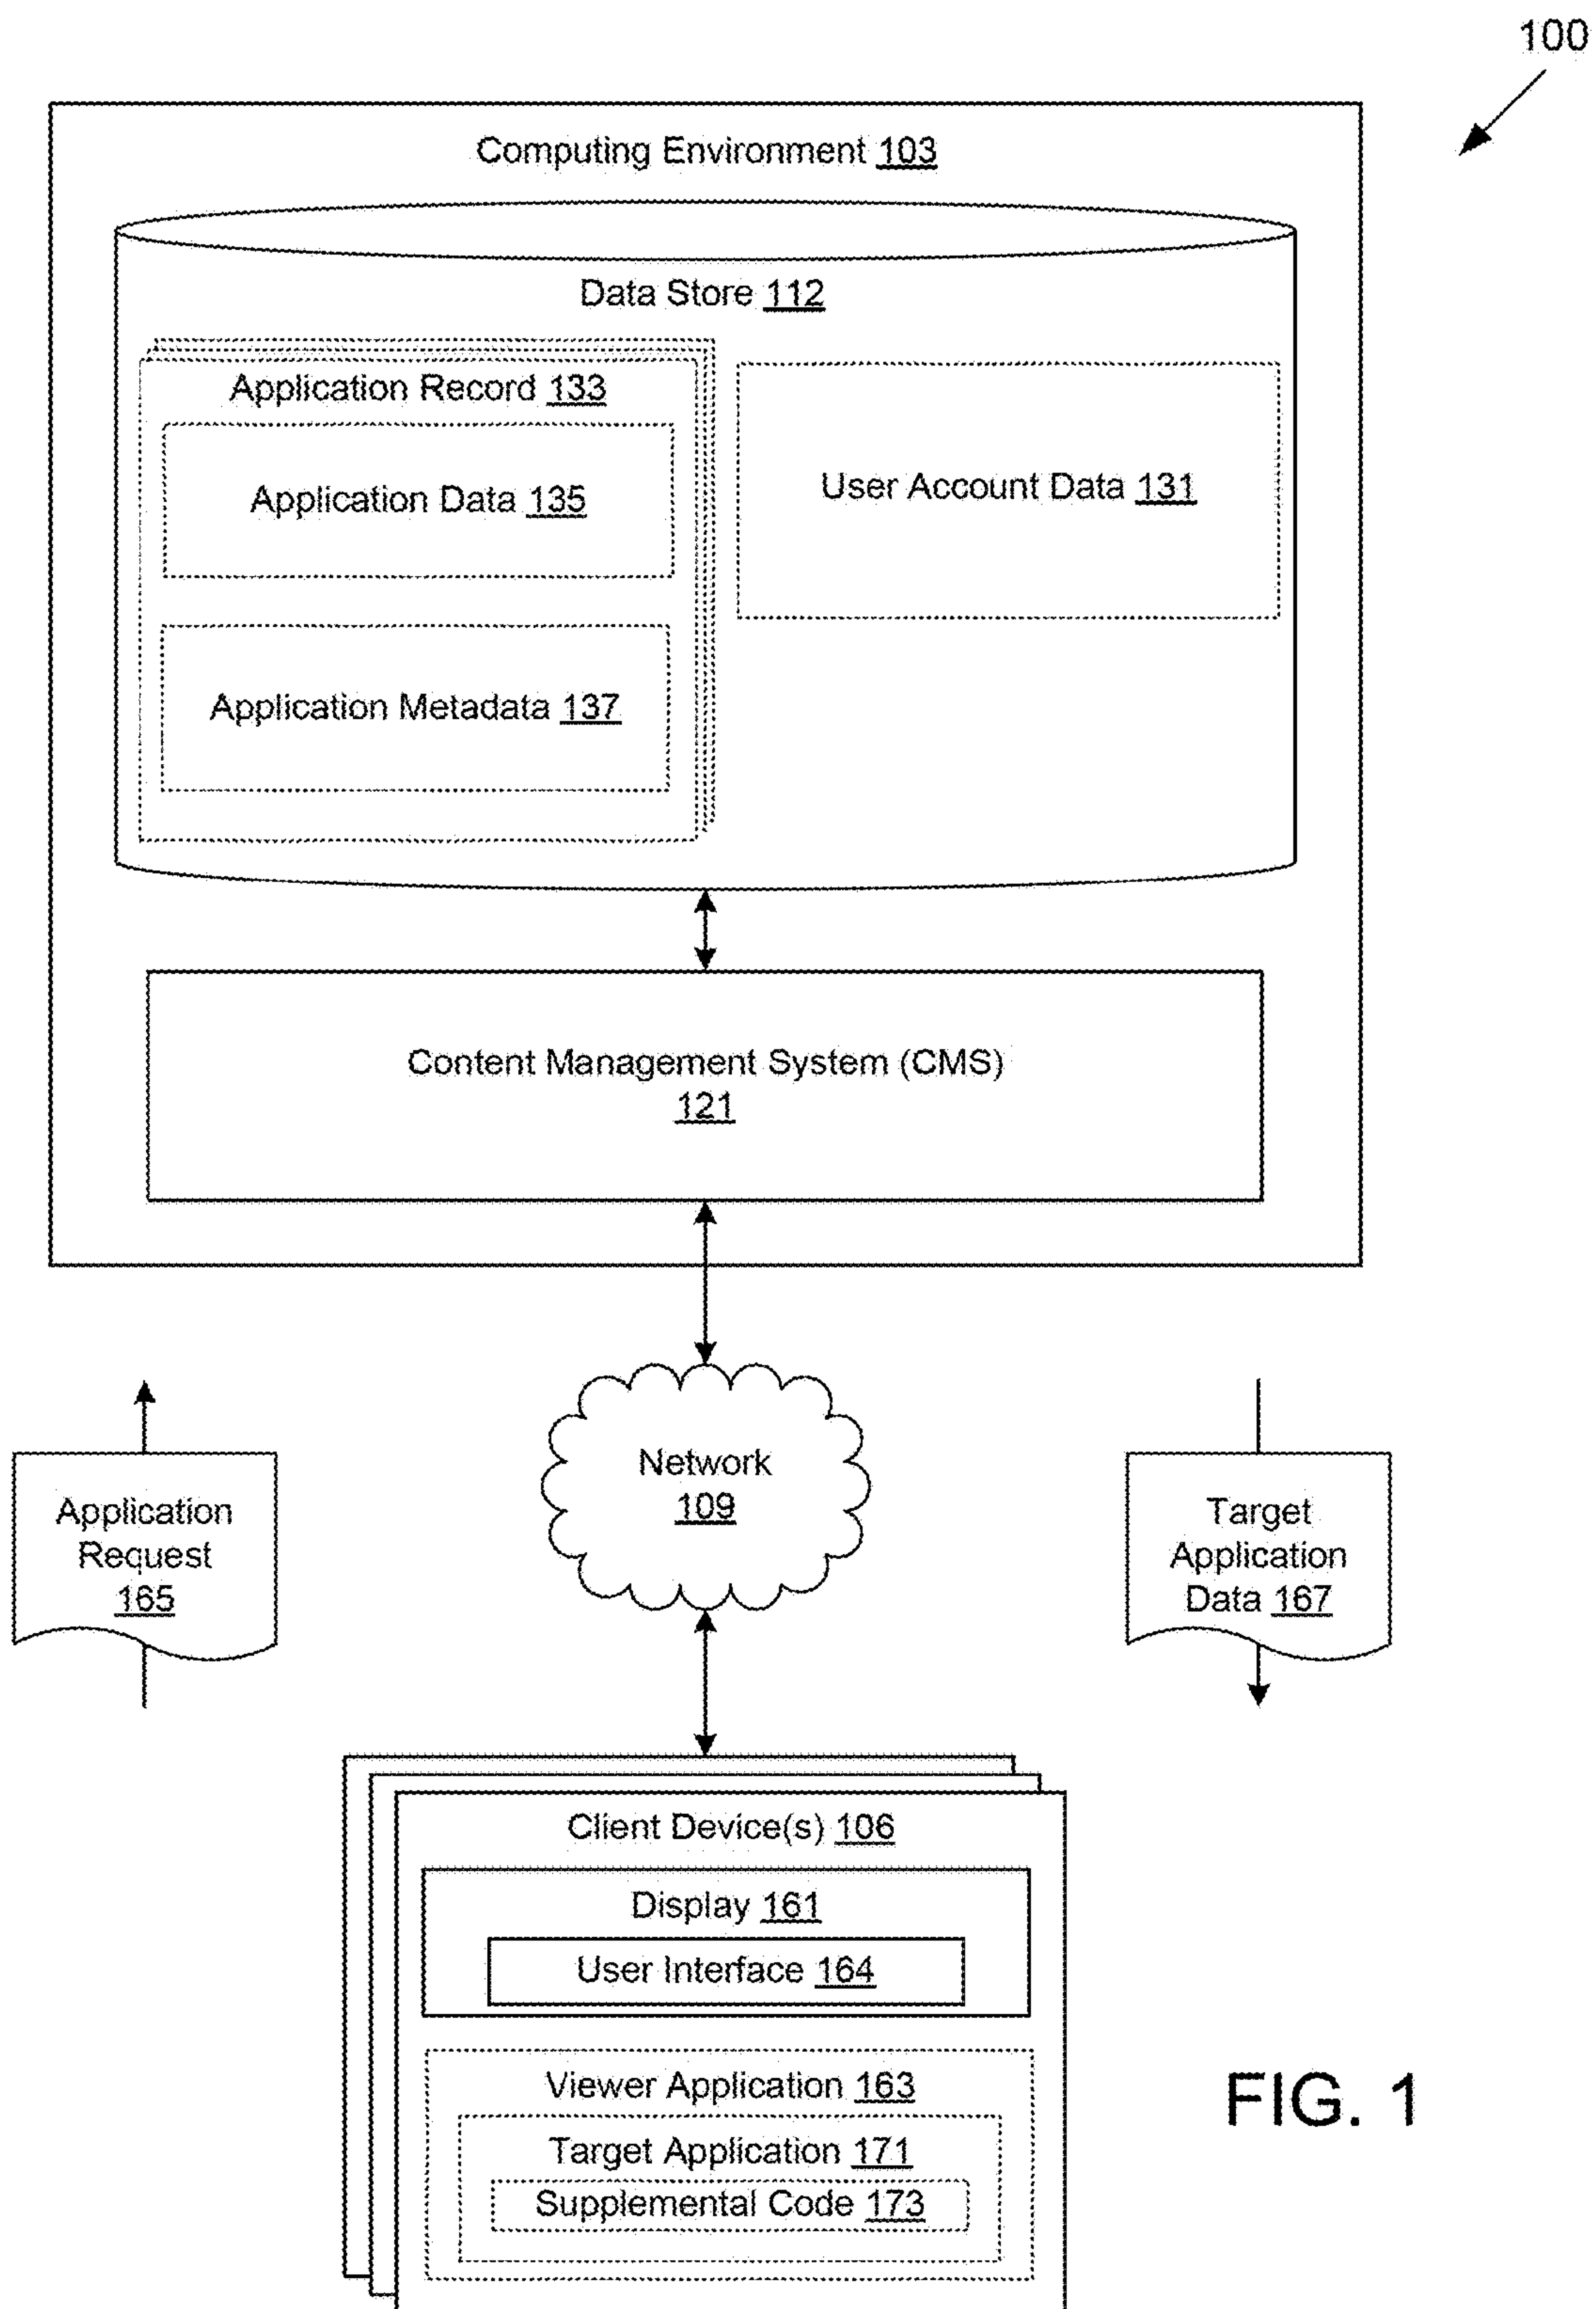 100
Computing Environment 103
Data Store 112
Application Record 133
Application Data 135
User Account Data 131
Application Metadata 137
Content Management System (CMS)
121
Network
109
Application
Request
165
Target
Application
Data 167
Client Device(s) 106
Display 161
User Interface 164
Viewer Application 163
Target Application 171
Supplemental Code 173
FIG. 1